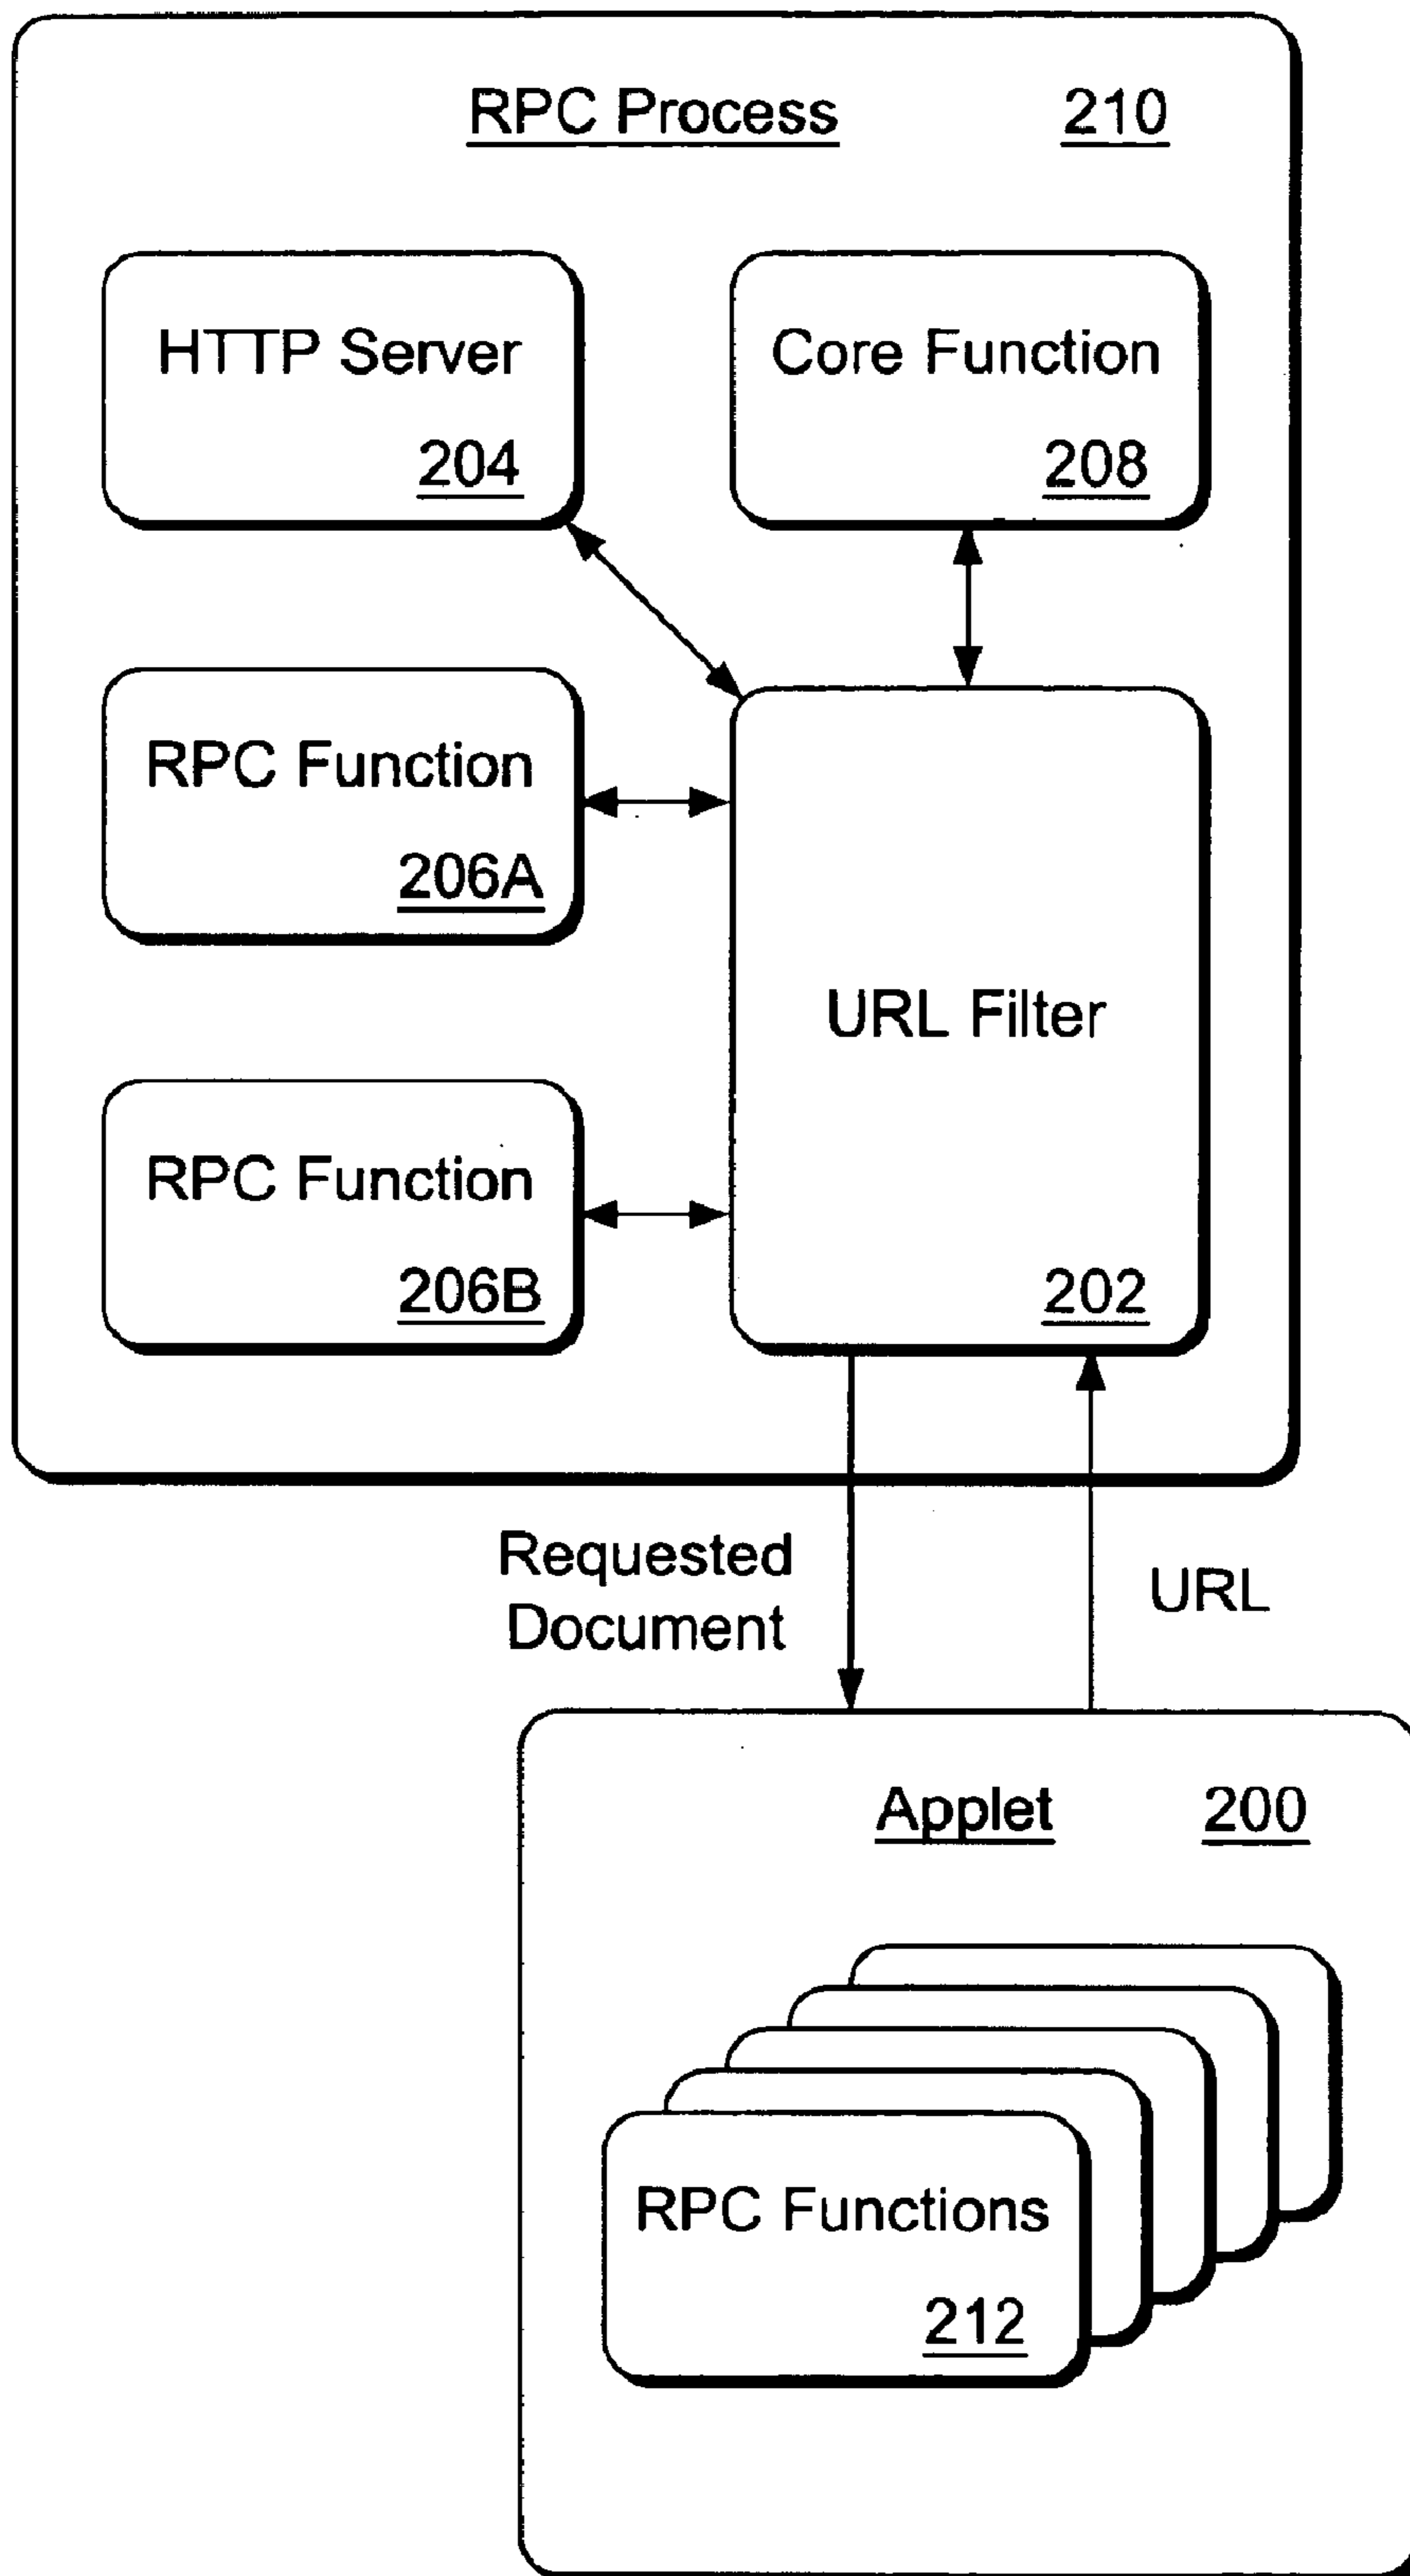 RPC Process 210
HTTP Server
204
Core Function
208
RPC Function
206A
RPC Function
206B
URL Filter
202
Requested
Document
URL
Applet 200
RPC Functions
212